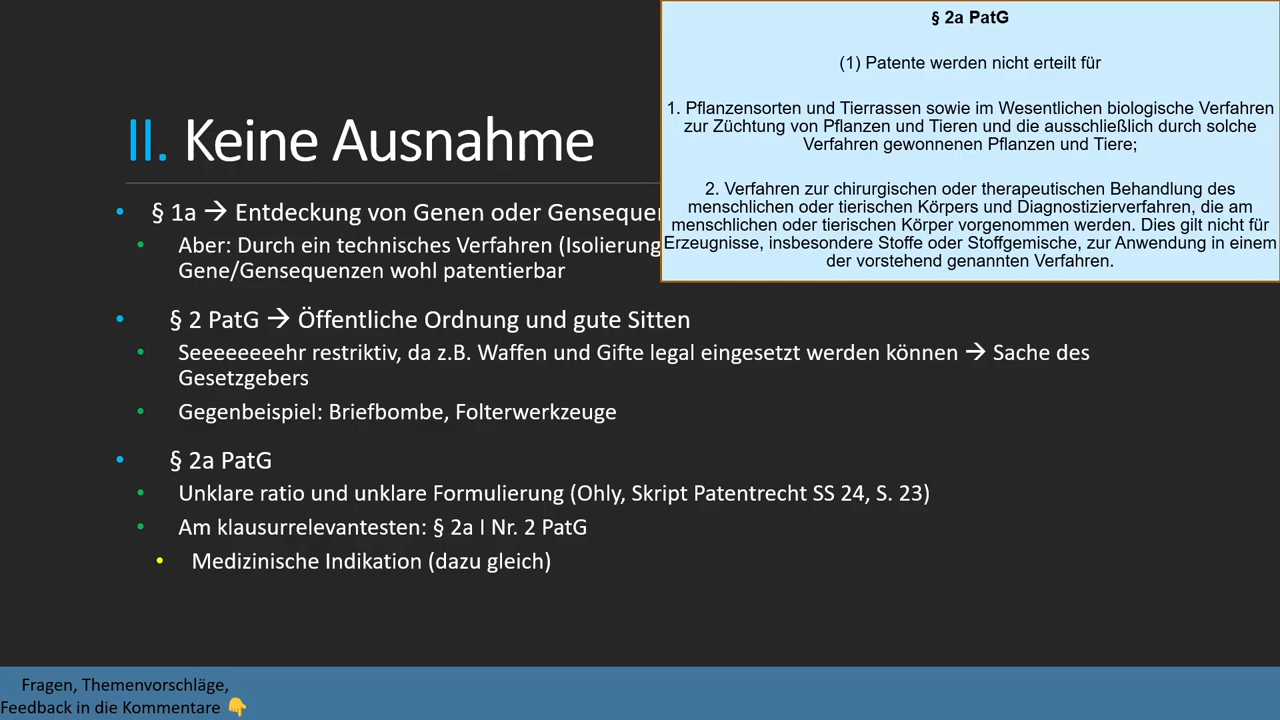 § 2a PatG
(1) Patente werden nicht erteilt für
1. Pflanzensorten und Tierrassen sowie im Wesentlichen biologische Verfahren
zur Züchtung von Pflanzen und Tieren und die ausschließlich durch solche
Verfahren gewonnenen Pflanzen und Tiere;
2. Verfahren zur chirurgischen oder therapeutischen Behandlung des
menschlichen oder tierischen Körpers und Diagnostizierverfahren, die am
menschlichen oder tierischen Körper vorgenommen werden. Dies gilt nicht für
Erzeugnisse, insbesondere Stoffe oder Stoffgemische, zur Anwendung in einem
der vorstehend genannten Verfahren.
II. Keine Ausnahme
• § 1a → Entdeckung von Genen oder
• Aber: Durch ein technisches Verfahren (Isolierung
Gene/Gensequenzen wohl patentierbar
• § 2 PatG → Öffentliche Ordnung und gute Sitten
• Seeeeeeeehr restriktiv, da z.B. Waffen und Gifte legal eingesetzt werden können → Sache des
Gesetzgebers
• Gegenbeispiel: Briefbombe, Folterwerkzeuge
• § 2a PatG
• Unklare ratio und unklare Formulierung (Ohly, Skript Patentrecht SS 24, S. 23)
• Am klausurrelevantesten: § 2a I Nr. 2 PatG
• Medizinische Indikation (dazu gleich)
Fragen, Themenvorschläge,
Feedback in die Kommentare 👇